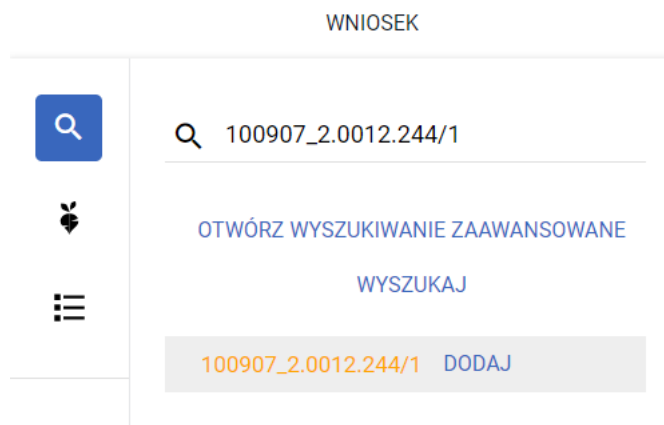 WNIOSEK
100907_2.0012.244/1
OTWÓRZ WYSZUKIWANIE ZAAWANSOWANE
WYSZUKAJ
100907_2.0012.244/1 DODAJ